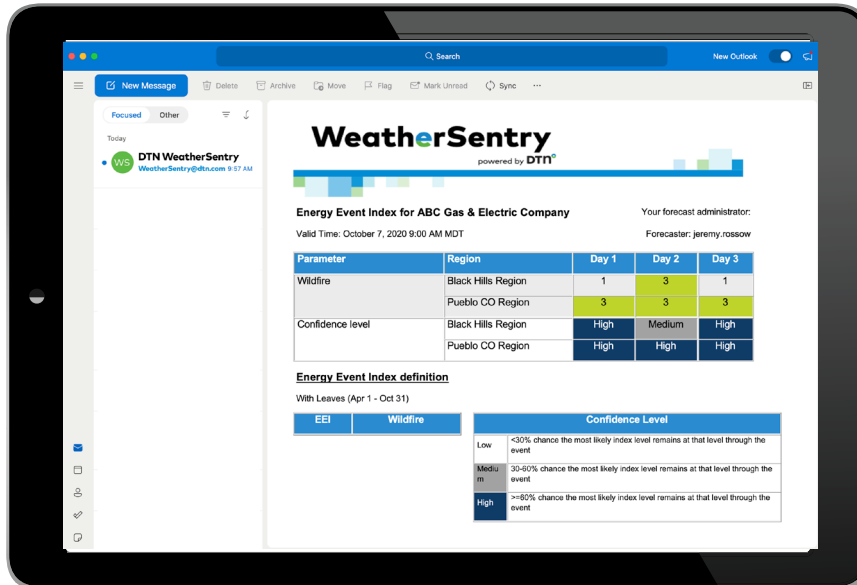 Search
New Outlook
New Message
Delete
Archive
Move
Flag
Mark Unread
Sync
Focused
Other
Today
WS
DTN WeatherSentry
WeatherSentry@dtn.com 9:57 AM
WeatherSentry
powered by DTN
Energy Event Index for ABC Gas & Electric Company
Your forecast administrator:
Valid Time: October 7, 2020 9:00 AM MDT
Forecaster: jeremy.rossow
Parameter Region Day 1 Day 2 Day 3
Wildfire Black Hills Region 1 3 1
Pueblo CO Region 3 3 3
Confidence level Black Hills Region High Medium High
Pueblo CO Region High High High
Energy Event Index definition
With Leaves (Apr 1 - Oct 31)
EEI Wildfire
Confidence Level
Low <30% chance the most likely index level remains at that level through the
event
Mediu 30-60% chance the most likely index level remains at that level through the
m event
High >=60% chance the most likely index level remains at that level through the
event